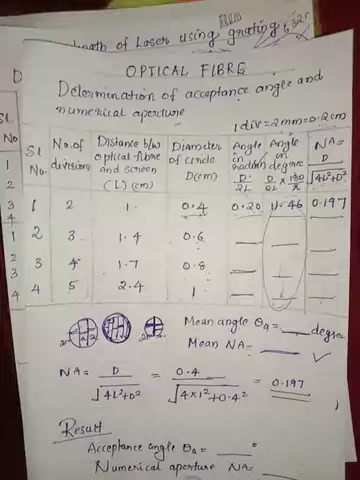 length of Laser using grating
OPTICAL FIBRE
Determination of acceptance angle and
numerical aperture
1 div = 2mm = 0.2cm
Sl No. | No. of divisions | Distance b/w optical fibre and screen (L) (cm) | Diameter of circle D(cm) | Angle in radian D/2L | Angle in degree D/2L × 180/π | NA = D/√4L²+D²
1 | 2 | 1. | 0.4 | 0.20 | 11.46 | 0.197
2 | 3 | 1.4 | 0.6 | — | — | —
3 | 4 | 1.7 | 0.8 | — | — | —
4 | 5 | 2.4 | 1 | — | — | —
Mean angle θa = ___ degree
Mean NA = ___ ✓
NA = D/√4L²+D² = 0.4/√4×1²+0.4² = 0.197
Result
Acceptance angle θa = ___ °
Numerical aperture NA = ___